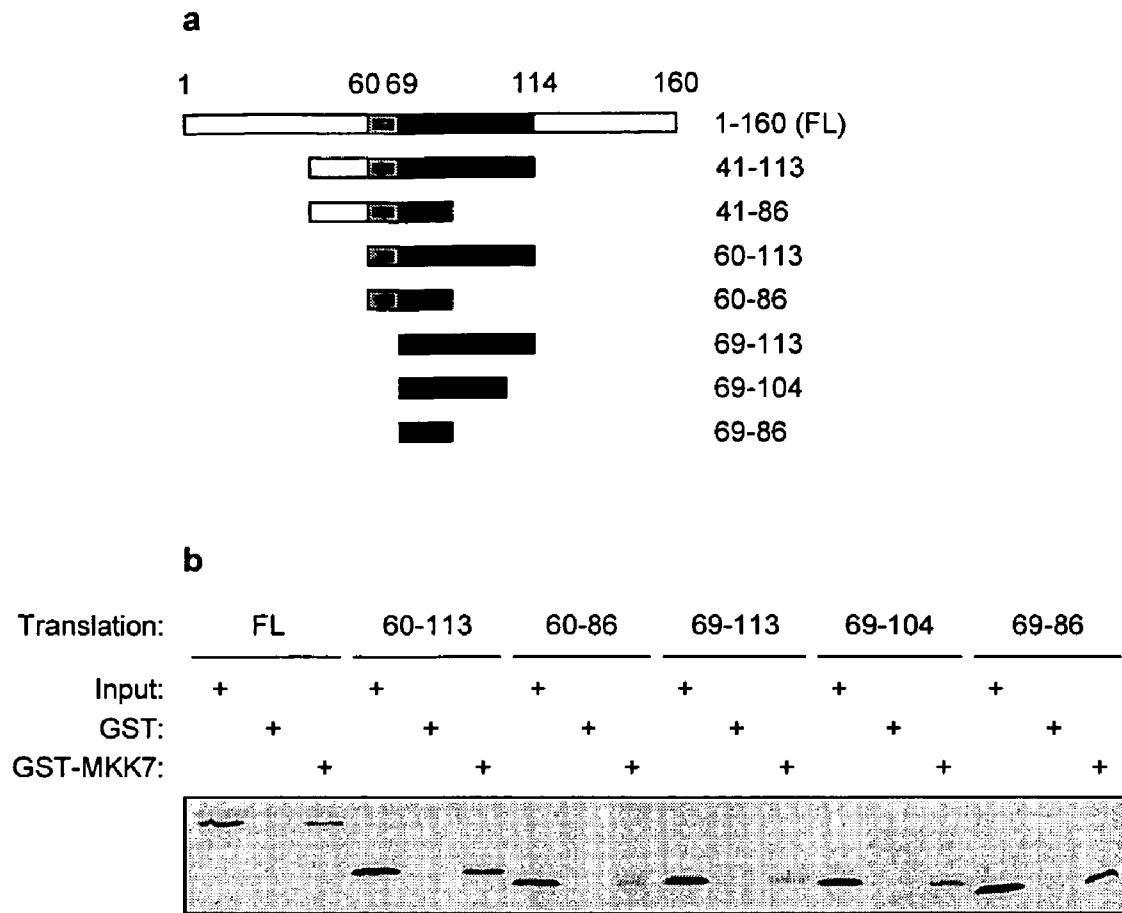 a
1 60 69 114 160
1-160 (FL)
41-113
41-86
60-113
60-86
69-113
69-104
69-86
b
Translation: FL 60-113 60-86 69-113 69-104 69-86
Input: + + + + + +
GST: + + + + + +
GST-MKK7: + + + + + +